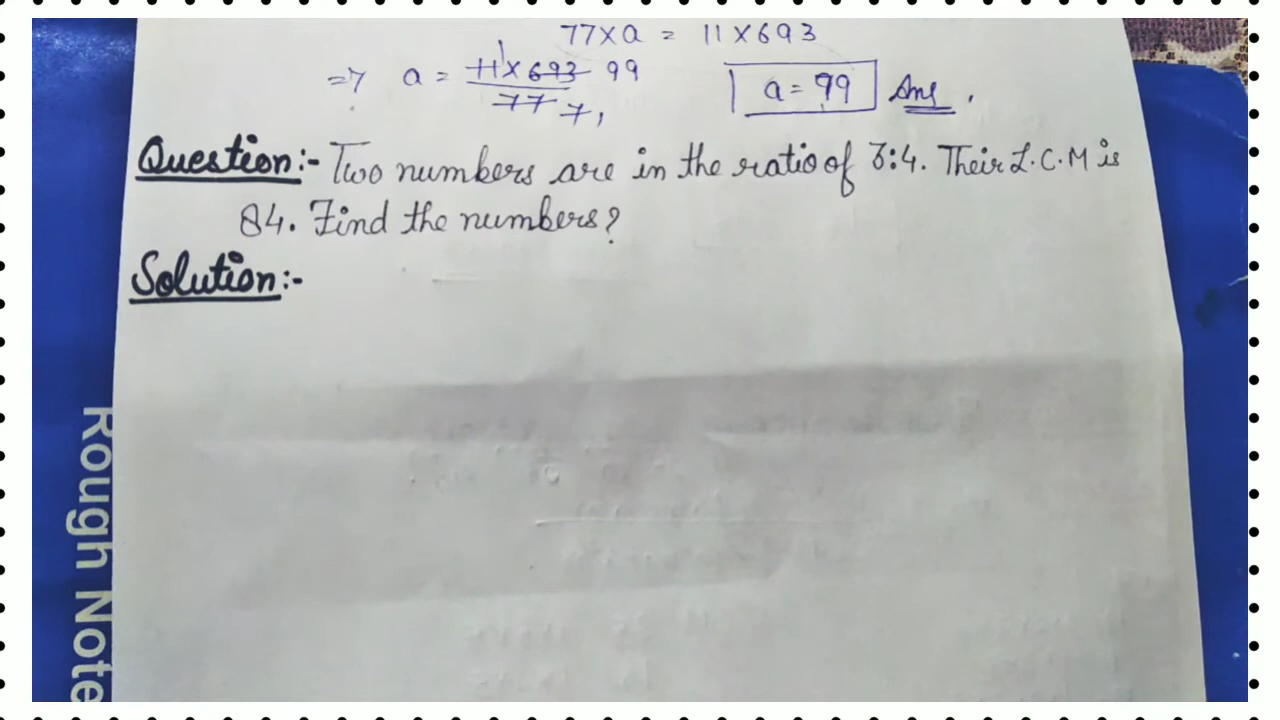 77 × a = 11 × 693
=> a = 11 × 693 99
77 7,
a = 99 Ans.
Question:- Two numbers are in the ratio of 3:4. Their L.C.M is
84. Find the numbers?
Solution:-
Rough Note